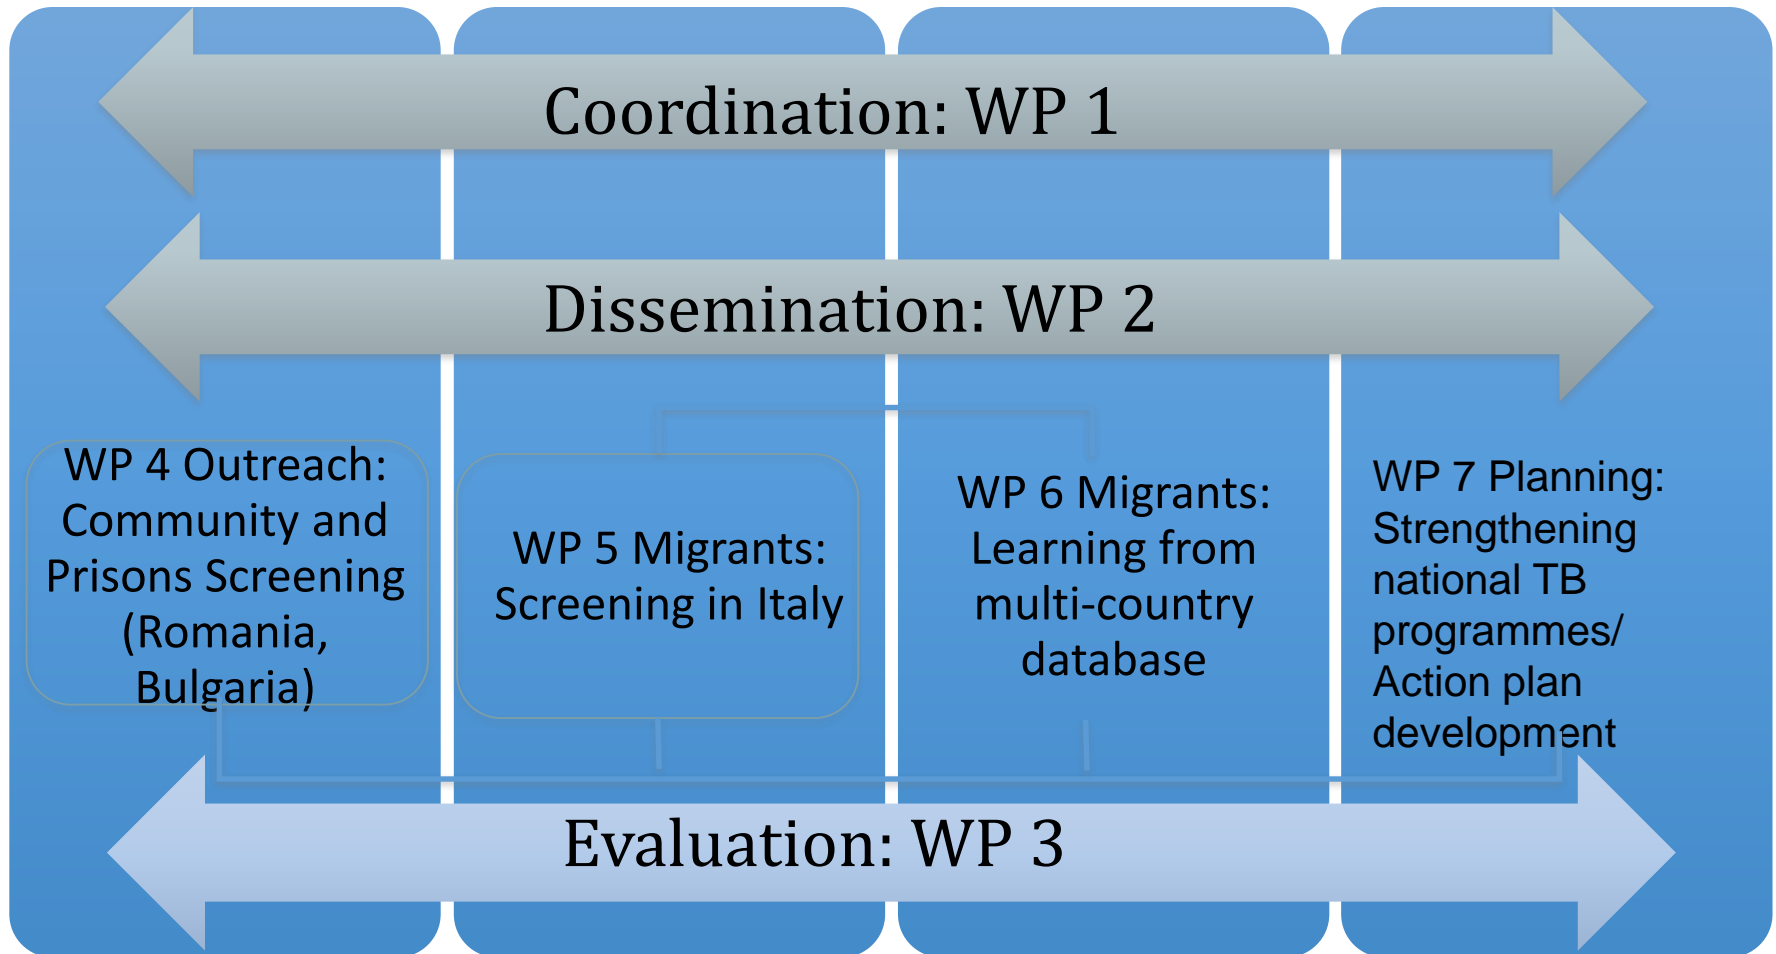 Coordination: WP 1
Dissemination: WP 2
WP 4 Outreach:
Community and
Prisons Screening
(Romania,
Bulgaria)
WP 5 Migrants:
Screening in Italy
WP 6 Migrants:
Learning from
multi-country
database
WP 7 Planning:
Strengthening
national TB
programmes/
Action plan
development
Evaluation: WP 3